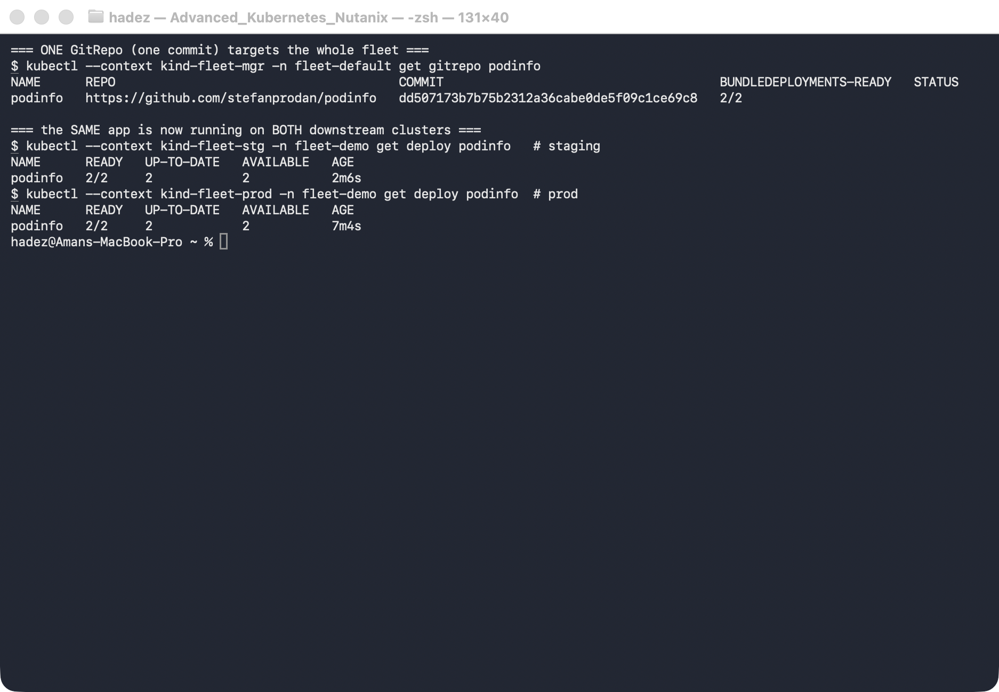 hadez — Advanced_Kubernetes_Nutanix — -zsh — 131×40
=== ONE GitRepo (one commit) targets the whole fleet ===
$ kubectl --context kind-fleet-mgr -n fleet-default get gitrepo podinfo
NAME      REPO                                      COMMIT                                     BUNDLEDEPLOYMENTS-READY   STATUS
podinfo   https://github.com/stefanprodan/podinfo   dd507173b7b75b2312a36cabe0de5f09c1ce69c8   2/2
=== the SAME app is now running on BOTH downstream clusters ===
$ kubectl --context kind-fleet-stg -n fleet-demo get deploy podinfo   # staging
NAME      READY   UP-TO-DATE   AVAILABLE   AGE
podinfo   2/2     2            2           2m6s
$ kubectl --context kind-fleet-prod -n fleet-demo get deploy podinfo  # prod
NAME      READY   UP-TO-DATE   AVAILABLE   AGE
podinfo   2/2     2            2           7m4s
hadez@Amans-MacBook-Pro ~ %